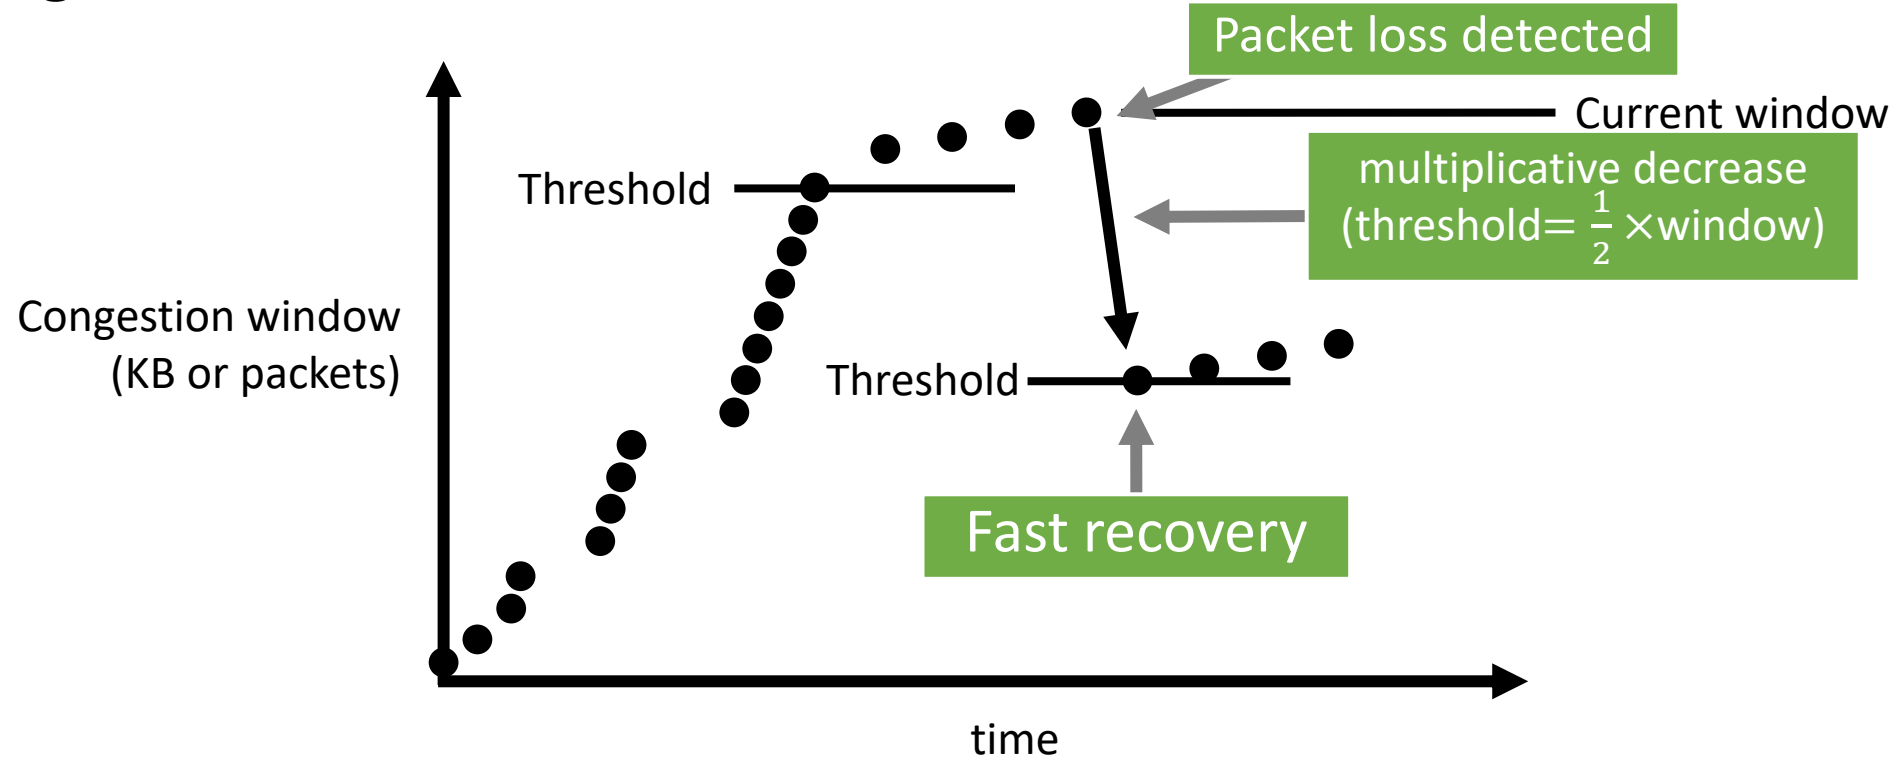 Packet loss detected
Current window
multiplicative decrease
(threshold= 1/2 ×window)
Threshold
Congestion window
(KB or packets)
Threshold
Fast recovery
time